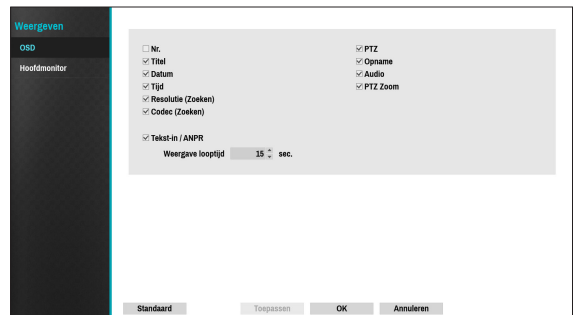 Weergeven
OSD
Hoofdmonitor
Nr.
Titel
Datum
Tijd
Resolutie (Zoeken)
Codec (Zoeken)
PTZ
Opname
Audio
PTZ Zoom
Tekst-in / ANPR
Weergave looptijd 15 sec.
Standaard Toepassen OK Annuleren